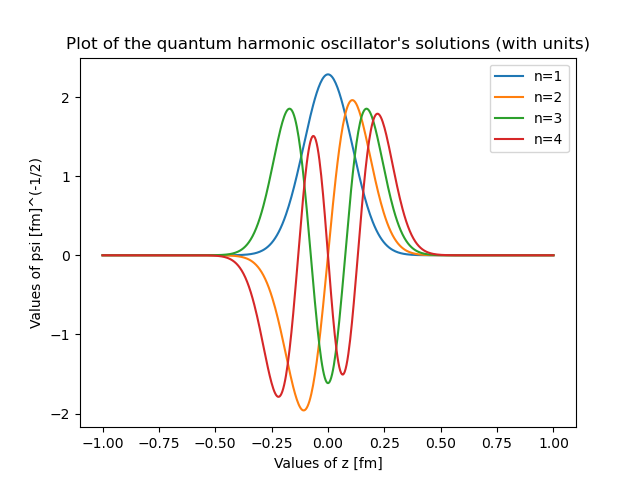 Plot of the quantum harmonic oscillator's solutions (with units)
n=1
n=2
n=3
n=4
Values of psi [fm]^(-1/2)
2
1
0
−1
−2
−1.00 −0.75 −0.50 −0.25 0.00 0.25 0.50 0.75 1.00
Values of z [fm]